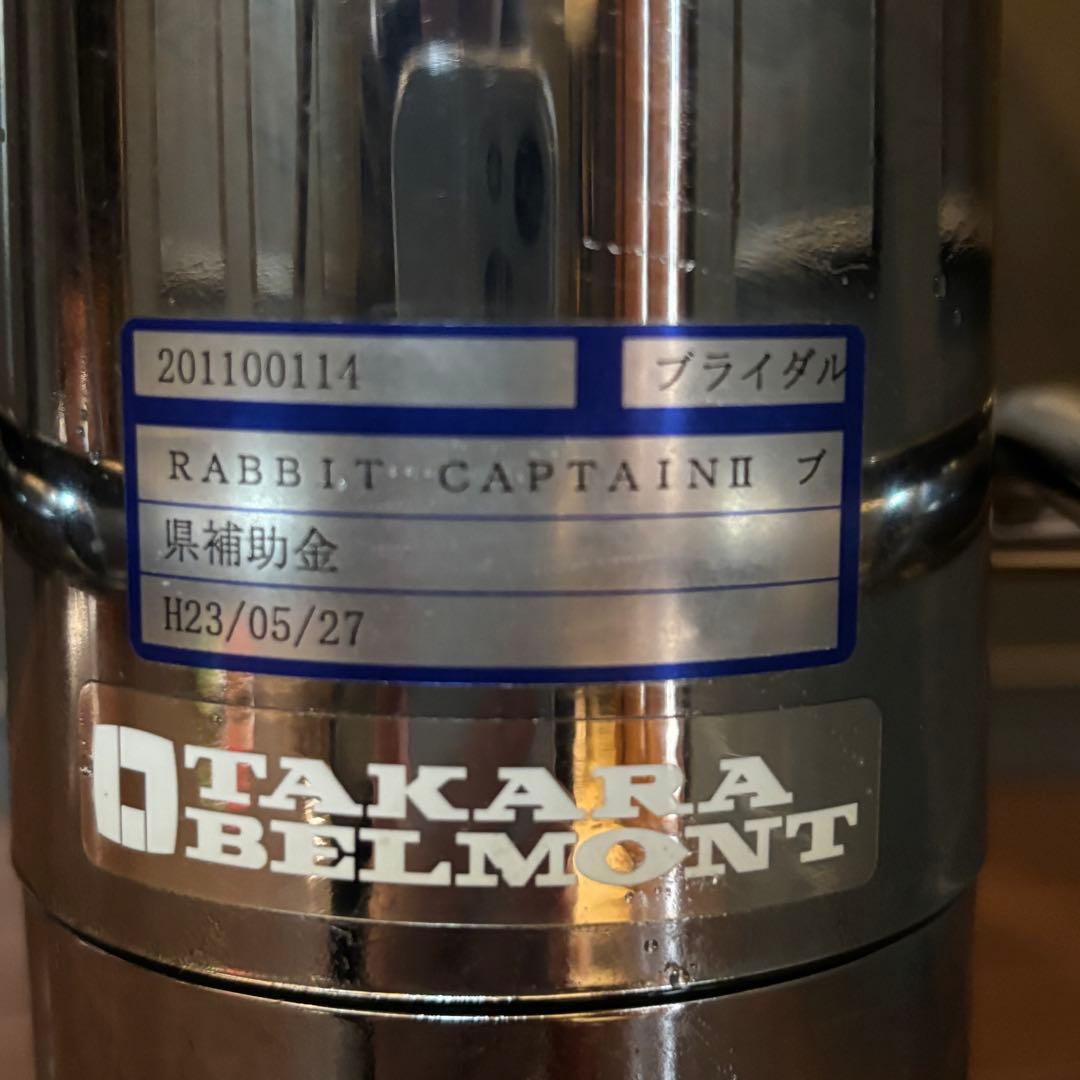 201100114 ブライダル
RABBIT CAPTAINⅡ ブ
県補助金
H23/05/27
TAKARA
BELMONT